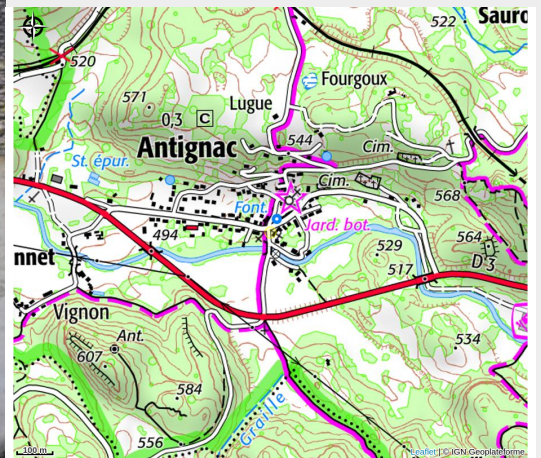 522
Sauro
520
Fourgoux
571
Lugue
0,3 C
544
Antignac
Cim.
St. épur.
Cim.
568
Font.
Jard. bot.
494
529
564
nnet
517
D 3
Vignon
Ant.
534
607
584
Graille
556
100 m
Leaflet | © IGN Geoplateforme